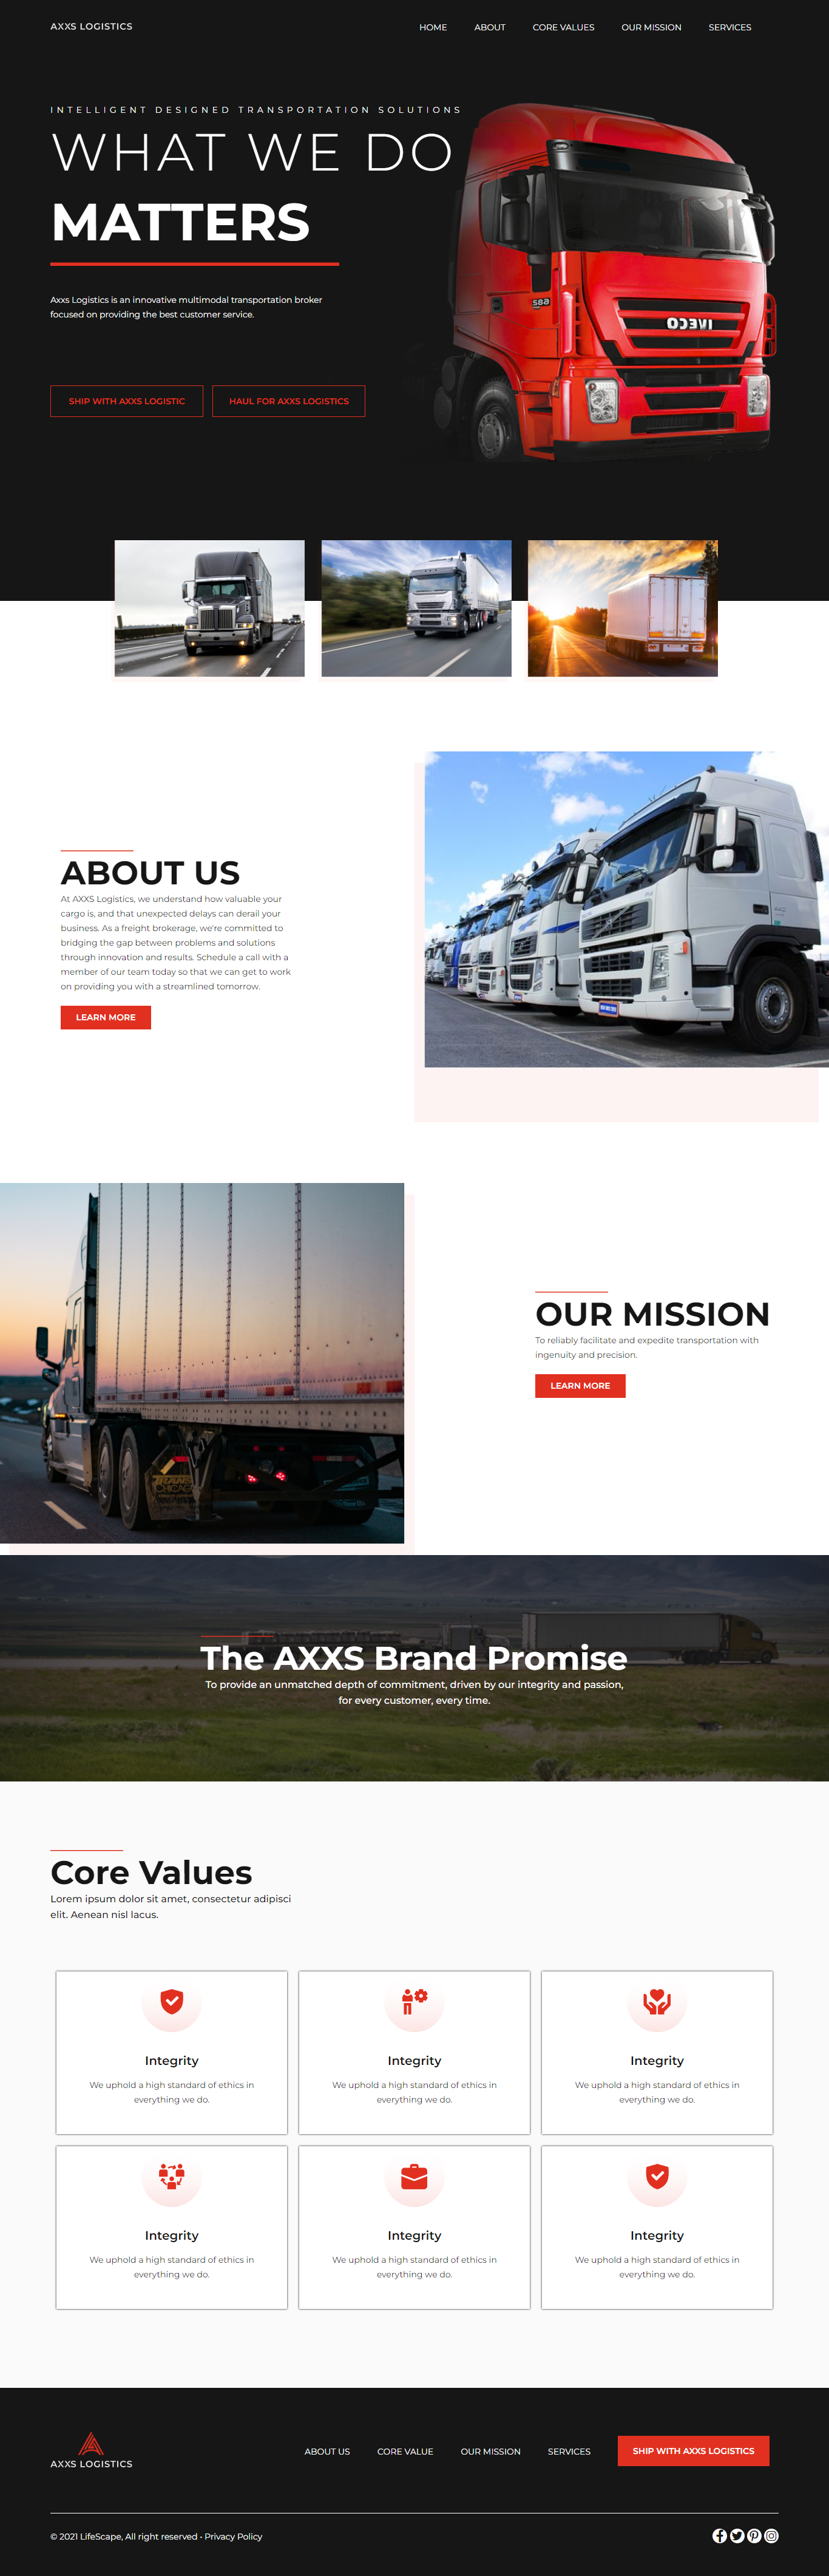 AXXS LOGISTICS
HOME ABOUT CORE VALUES OUR MISSION SERVICES
INTELLIGENT DESIGNED TRANSPORTATION SOLUTIONS
WHAT WE DO
MATTERS
Axxs Logistics is an innovative multimodal transportation broker
focused on providing the best customer service.
SHIP WITH AXXS LOGISTIC
HAUL FOR AXXS LOGISTICS
IVECO
ABOUT US
At AXXS Logistics, we understand how valuable your
cargo is, and that unexpected delays can derail your
business. As a freight brokerage, we're committed to
bridging the gap between problems and solutions
through innovation and results. Schedule a call with a
member of our team today so that we can get to work
on providing you with a streamlined tomorrow.
LEARN MORE
TRANS
CHICAGO
OUR MISSION
To reliably facilitate and expedite transportation with
ingenuity and precision.
LEARN MORE
The AXXS Brand Promise
To provide an unmatched depth of commitment, driven by our integrity and passion,
for every customer, every time.
Core Values
Lorem ipsum dolor sit amet, consectetur adipisci
elit. Aenean nisl lacus.
Integrity
We uphold a high standard of ethics in
everything we do.
Integrity
We uphold a high standard of ethics in
everything we do.
Integrity
We uphold a high standard of ethics in
everything we do.
Integrity
We uphold a high standard of ethics in
everything we do.
Integrity
We uphold a high standard of ethics in
everything we do.
Integrity
We uphold a high standard of ethics in
everything we do.
AXXS LOGISTICS
ABOUT US CORE VALUE OUR MISSION SERVICES
SHIP WITH AXXS LOGISTICS
© 2021 LifeScape, All right reserved • Privacy Policy